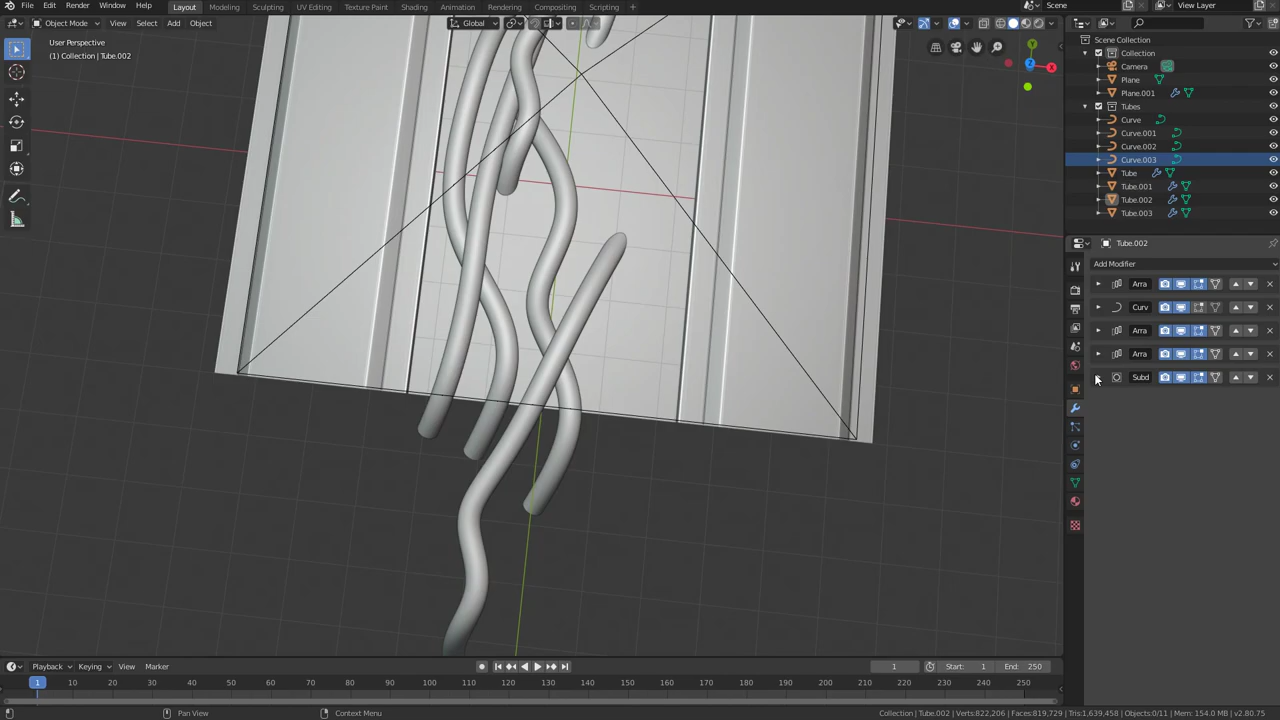 File Edit Render Window Help Layout Modeling Sculpting UV Editing Texture Paint Shading Animation Rendering Compositing Scripting + Scene View Layer
Object Mode View Select Add Object Global
User Perspective
(1) Collection | Tube.002
X
Y
Z
Scene Collection
Collection
Camera
Plane
Plane.001
Tubes
Curve
Curve.001
Curve.002
Curve.003
Tube
Tube.001
Tube.002
Tube.003
Tube.002
Add Modifier
Arra
Curv
Arra
Arra
Subd
Playback Keying View Marker 1 Start: 1 End: 250
1 10 20 30 40 50 60 70 80 90 100 110 120 130 140 150 160 170 180 190 200 210 220 230 240 250
Pan View Context Menu Collection | Tube.002 | Verts:822,206 | Faces:819,729 | Tris:1,639,458 | Objects:0/11 | Mem: 154.0 MB | v2.80.75